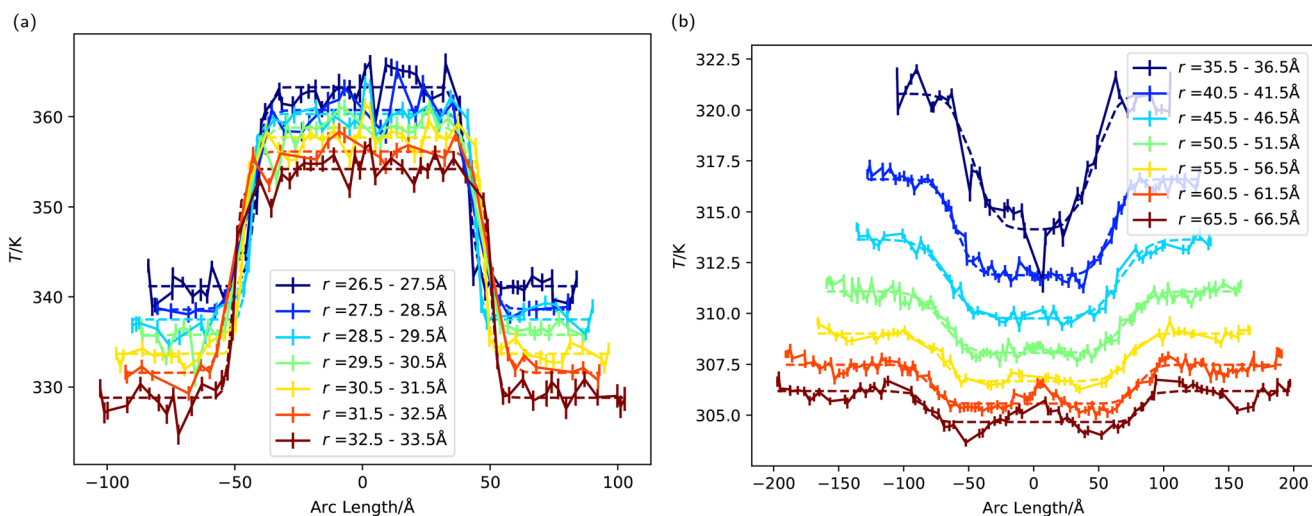 (a)
T/K
360
350
340
330
r =26.5 - 27.5Å
r =27.5 - 28.5Å
r =28.5 - 29.5Å
r =29.5 - 30.5Å
r =30.5 - 31.5Å
r =31.5 - 32.5Å
r =32.5 - 33.5Å
−100 −50 0 50 100
Arc Length/Å
(b)
T/K
322.5
320.0
317.5
315.0
312.5
310.0
307.5
305.0
r =35.5 - 36.5Å
r =40.5 - 41.5Å
r =45.5 - 46.5Å
r =50.5 - 51.5Å
r =55.5 - 56.5Å
r =60.5 - 61.5Å
r =65.5 - 66.5Å
−200 −150 −100 −50 0 50 100 150 200
Arc Length/Å